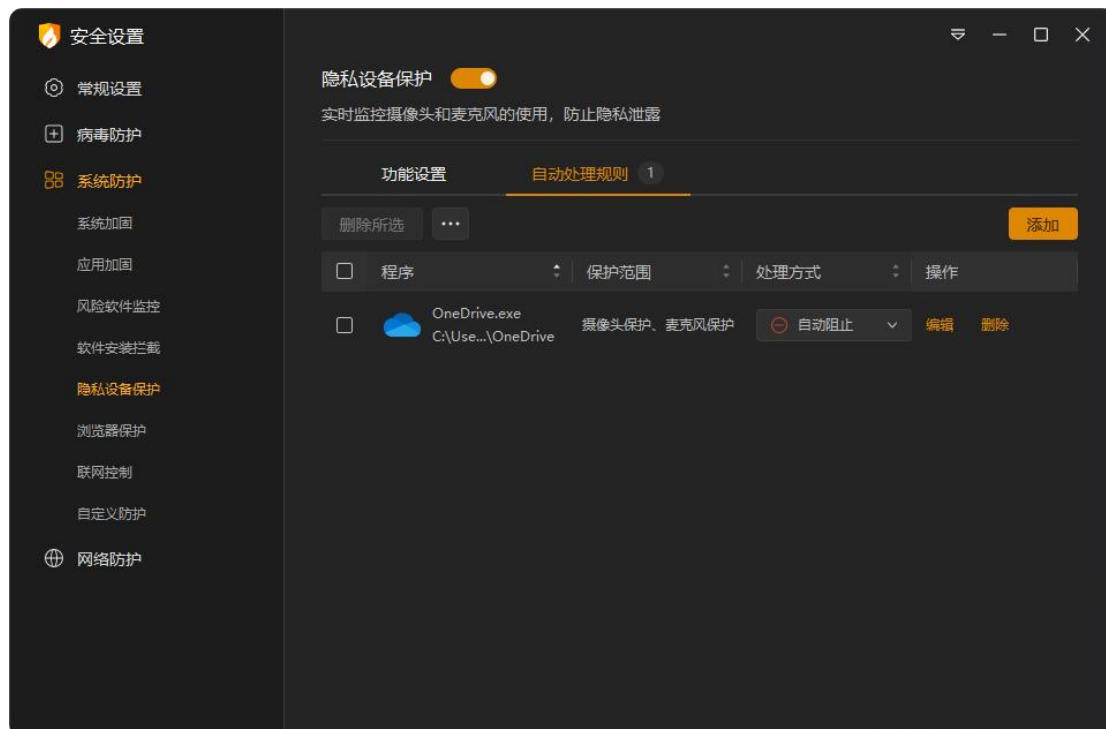 安全设置
常规设置
病毒防护
系统防护
系统加固
应用加固
风险软件监控
软件安装拦截
隐私设备保护
浏览器保护
联网控制
自定义防护
网络防护
隐私设备保护
实时监控摄像头和麦克风的使用，防止隐私泄露
功能设置 自动处理规则 1
删除所选 ··· 添加
程序 保护范围 处理方式 操作
OneDrive.exe
C:\Use...\OneDrive
摄像头保护、麦克风保护 自动阻止 编辑 删除